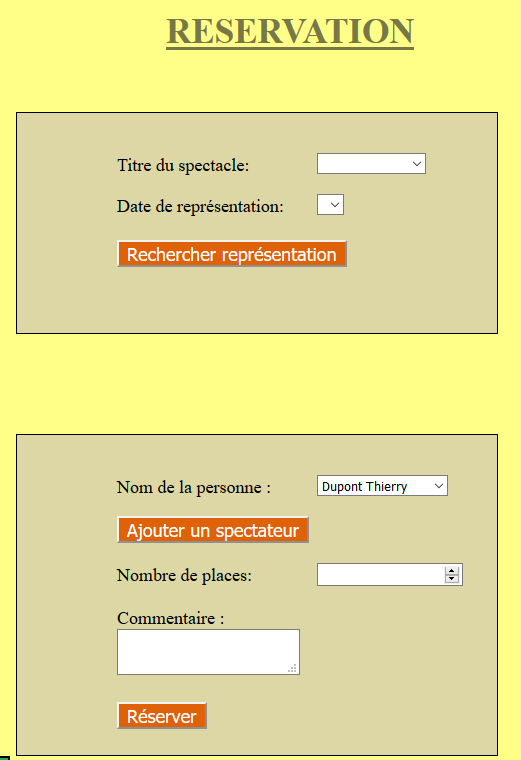 RESERVATION
Titre du spectacle:
Date de représentation:
Rechercher représentation
Nom de la personne : Dupont Thierry
Ajouter un spectateur
Nombre de places:
Commentaire :
Réserver